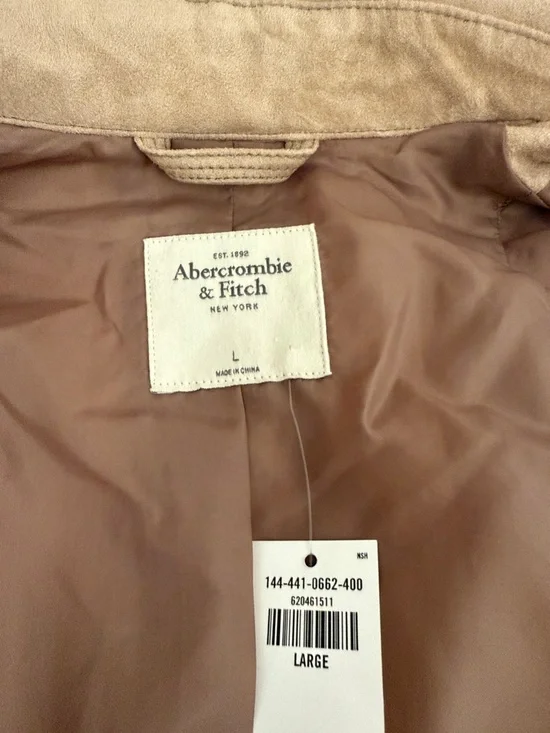 EST. 1892
Abercrombie
& Fitch
NEW YORK
L
MADE IN CHINA
NSH
144-441-0662-400
620461511
LARGE